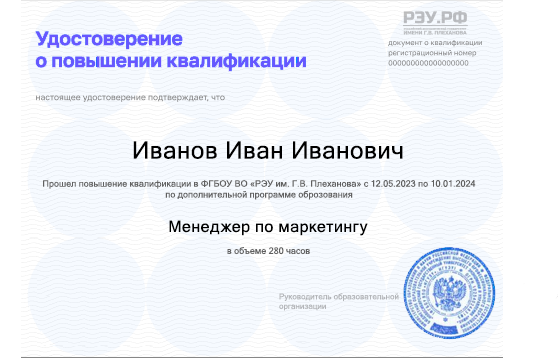 РЭУ.РФ
ИМЕНИ Г.В. ПЛЕХАНОВА
Удостоверение
о повышении квалификации
документ о квалификации
регистрационный номер
000000000000000000
настоящее удостоверение подтверждает, что
Иванов Иван Иванович
Прошел повышение квалификации в ФГБОУ ВО «РЭУ им. Г.В. Плеханова» с 12.05.2023 по 10.01.2024
по дополнительной программе оброзования
Менеджер по маркетингу
в объеме 280 часов
Руководитель образовательной
организации